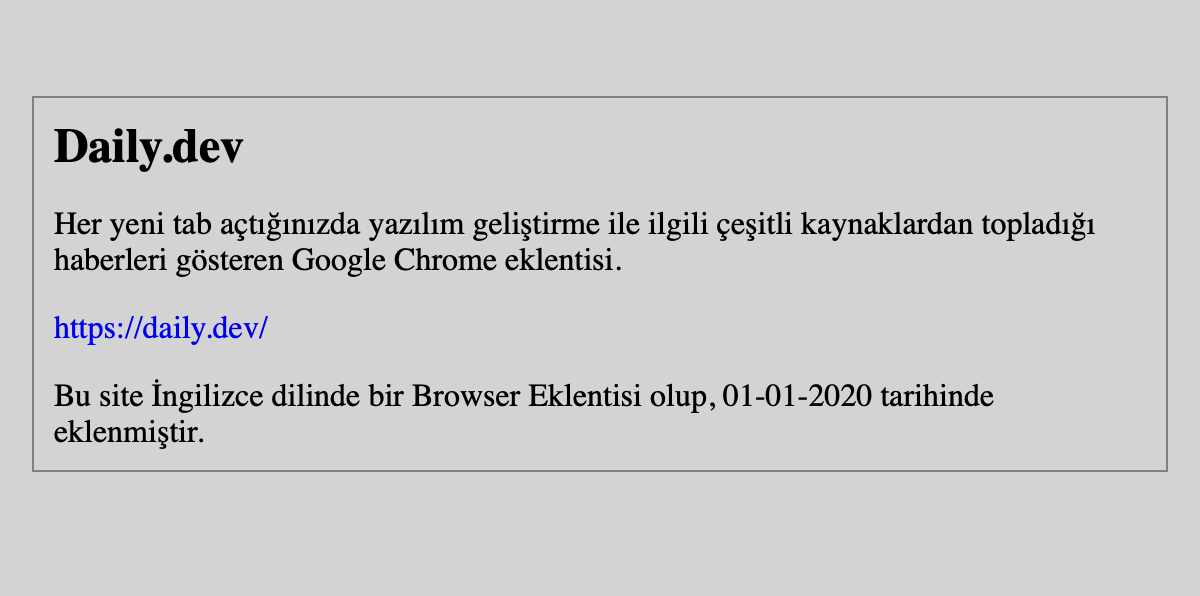 Daily.dev
Her yeni tab açtığınızda yazılım geliştirme ile ilgili çeşitli kaynaklardan topladığı
haberleri gösteren Google Chrome eklentisi.
https://daily.dev/
Bu site İngilizce dilinde bir Browser Eklentisi olup, 01-01-2020 tarihinde
eklenmiştir.